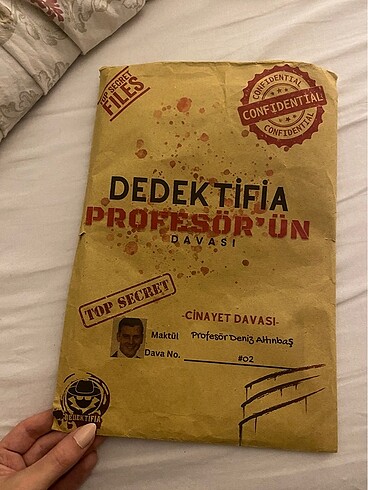 TOP SECRET
FILES
CONFIDENTIAL
CONFIDENTIAL
CONFIDENTIAL
DEDEKTİFİA
PROFESÖR'ÜN
DAVASI
TOP SECRET
-CİNAYET DAVASI-
Maktül Profesör Deniz Altınbaş
Dava No. #02
DEDEKTİFİA